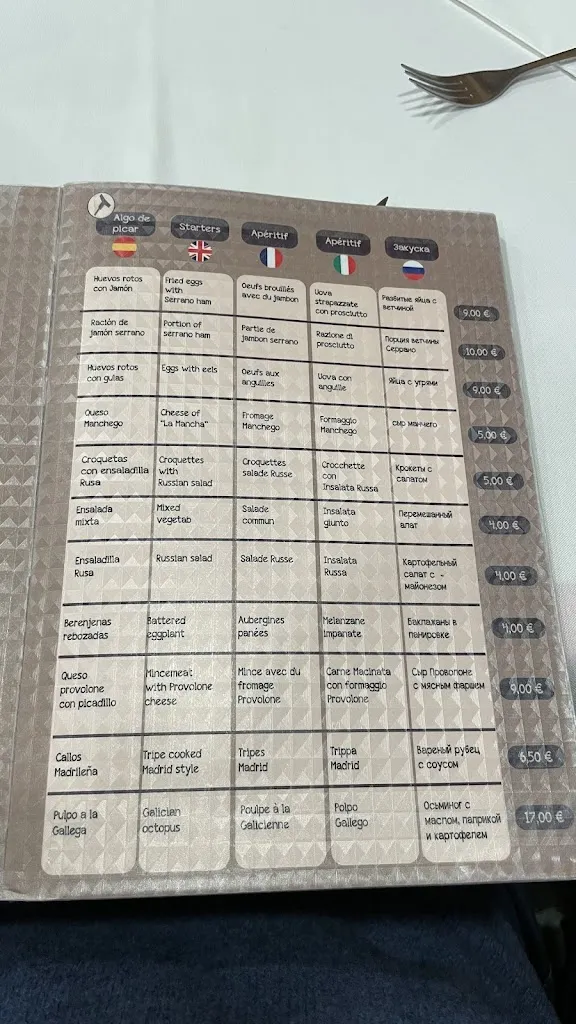 Algo de
picar
Starters
Apéritif
Apéritif
Закуска
Huevos rotos
con Jamón
Fried eggs
with
Serrano ham
Oeufs brouillés
avec du jambon
Uova
strapazzate
con prosciutto
Разбитые яйца с
ветчиной
9,00 €
Ración de
jamón serrano
Portion of
serrano ham
Partie de
jambon serrano
Razione di
prosciutto
Порция ветчины
Серрано
10,00 €
Huevos rotos
con gulas
Eggs with eels
Oeufs aux
anguilles
Uova con
anguille
Яйца с угрями
9,00 €
Queso
Manchego
Cheese of
"La Mancha"
Fromage
Manchego
Formaggio
Manchego
сыр манчего
5,00 €
Croquetas
con ensaladilla
Rusa
Croquettes
with
Russian salad
Croquettes
salade Russe
Crocchette
con
Insalata Russa
Крокеты с
салатом
5,00 €
Ensalada
mixta
Mixed
vegetab
Salade
commun
Insalata
giunto
Перемешанный
алат
4,00 €
Ensaladilla
Rusa
Russian salad
Salade Russe
Insalata
Russa
Картофельный
салат с -
майонезом
4,00 €
Berenjenas
rebozadas
Battered
eggplant
Aubergines
panées
Melanzane
impanate
Баклажаны в
панировке
4,00 €
Queso
provolone
con picadillo
Mincemeat
with Provolone
cheese
Mince avec du
fromage
Provolone
Carne Macinata
con formaggio
Provolone
Сыр Проволоне
с мясным фаршем
9,00 €
Callos
Madrileña
Tripe cooked
Madrid style
Tripes
Madrid
Trippa
Madrid
Вареный рубец
с соусом
6,50 €
Pulpo a la
Gallega
Galician
octopus
Poulpe à la
Galicienne
Polpo
Gallego
Осьминог с
маслом, паприкой
и картофелем
17,00 €